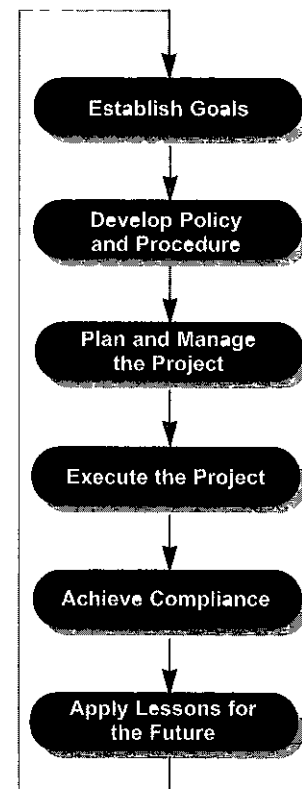 Establish Goals
Develop Policy
and Procedure
Plan and Manage
the Project
Execute the Project
Achieve Compliance
Apply Lessons for
the Future